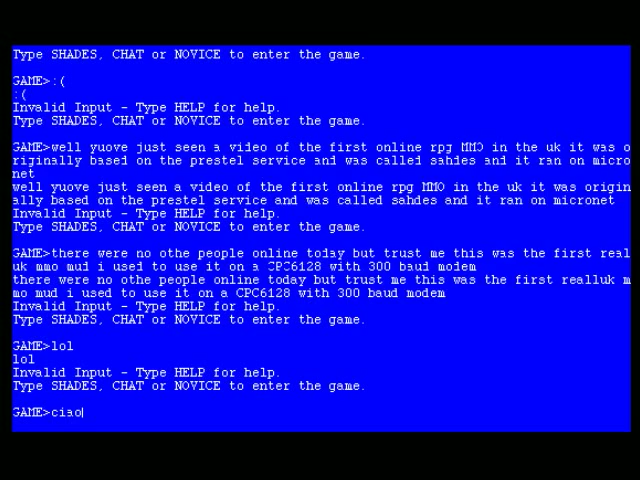 Type SHADES, CHAT or NOVICE to enter the game.
GAME>:(
:(
Invalid Input - Type HELP for help.
Type SHADES, CHAT or NOVICE to enter the game.
GAME>well yuove just seen a video of the first online rpg MMO in the uk it was o
riginally based on the prestel service and was called sahdes and it ran on micro
net
well yuove just seen a video of the first online rpg MMO in the uk it was origin
ally based on the prestel service and was called sahdes and it ran on micronet
Invalid Input - Type HELP for help.
Type SHADES, CHAT or NOVICE to enter the game.
GAME>there were no othe people online today but trust me this was the first real
uk mmo mud i used to use it on a CPC6128 with 300 baud modem
there were no othe people online today but trust me this was the first realluk m
mo mud i used to use it on a CPC6128 with 300 baud modem
Invalid Input - Type HELP for help.
Type SHADES, CHAT or NOVICE to enter the game.
GAME>lol
lol
Invalid Input - Type HELP for help.
Type SHADES, CHAT or NOVICE to enter the game.
GAME>ciao